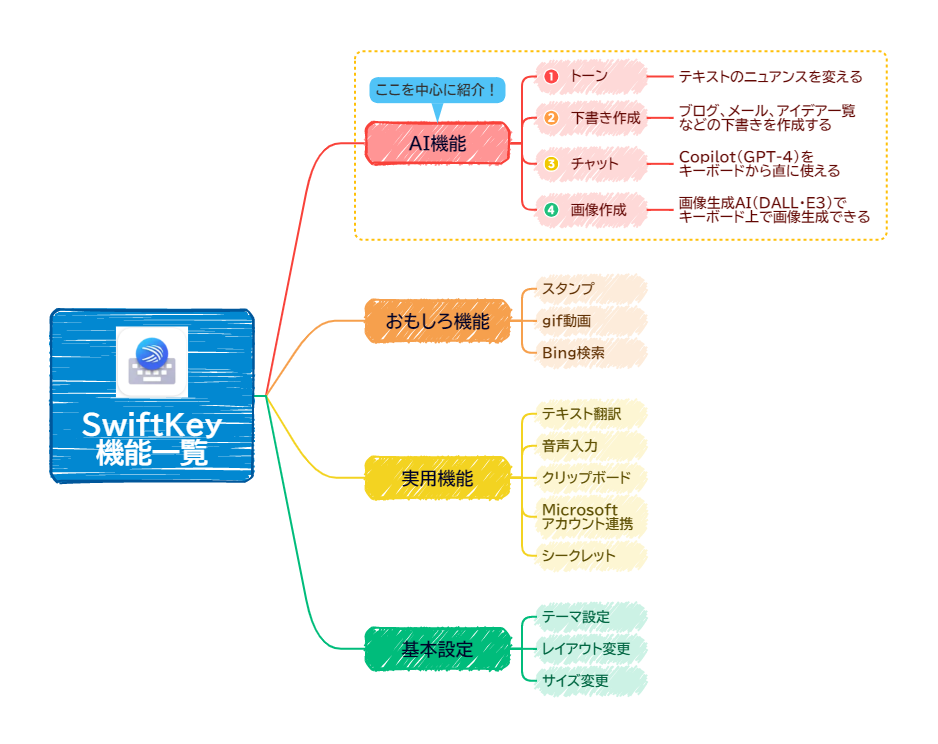 ここを中心に紹介！
AI機能
1 トーン
テキストのニュアンスを変える
2 下書き作成
ブログ、メール、アイデア一覧
などの下書きを作成する
3 チャット
Copilot（GPT-4）を
キーボードから直に使える
4 画像作成
画像生成AI（DALL・E3）で
キーボード上で画像生成できる
SwiftKey
機能一覧
おもしろ機能
スタンプ
gif動画
Bing検索
実用機能
テキスト翻訳
音声入力
クリップボード
Microsoft
アカウント連携
シークレット
基本設定
テーマ設定
レイアウト変更
サイズ変更